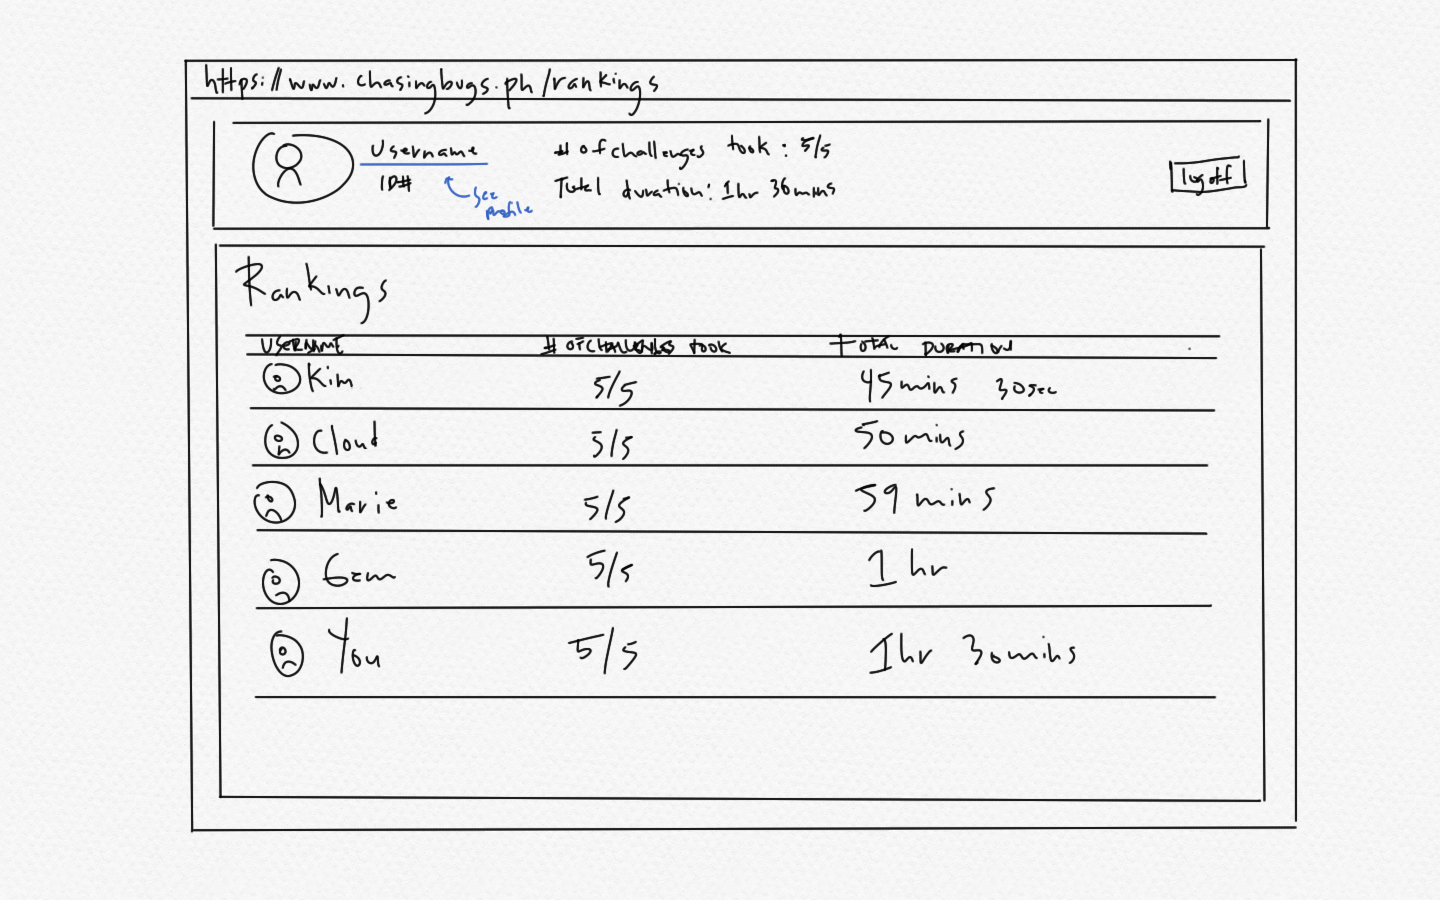 https://www.chasingbugs.ph/rankings
Username
ID#
see
profile
# of challenges took: 5/5
Total duration: 1hr 30mins
log off
Rankings
USERNAME # OF CHALLENGES TOOK TOTAL DURATION
Kim 5/5 45mins 30sec
Cloud 5/5 50mins
Marie 5/5 59 mins
5/5 1 hr
You 5/5 1hr 30mins